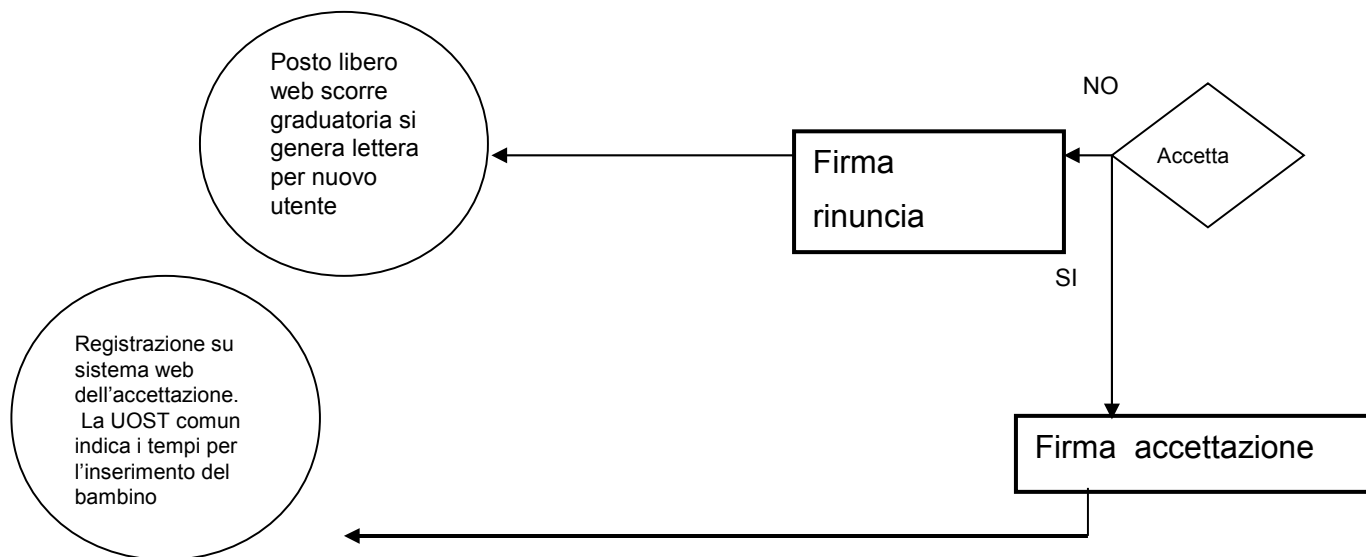 Posto libero
web scorre
graduatoria si
genera lettera
per nuovo
utente
NO
Accetta
Firma
rinuncia
SI
Registrazione su
sistema web
dell’accettazione.
La UOST comun
indica i tempi per
l’inserimento del
bambino
Firma accettazione